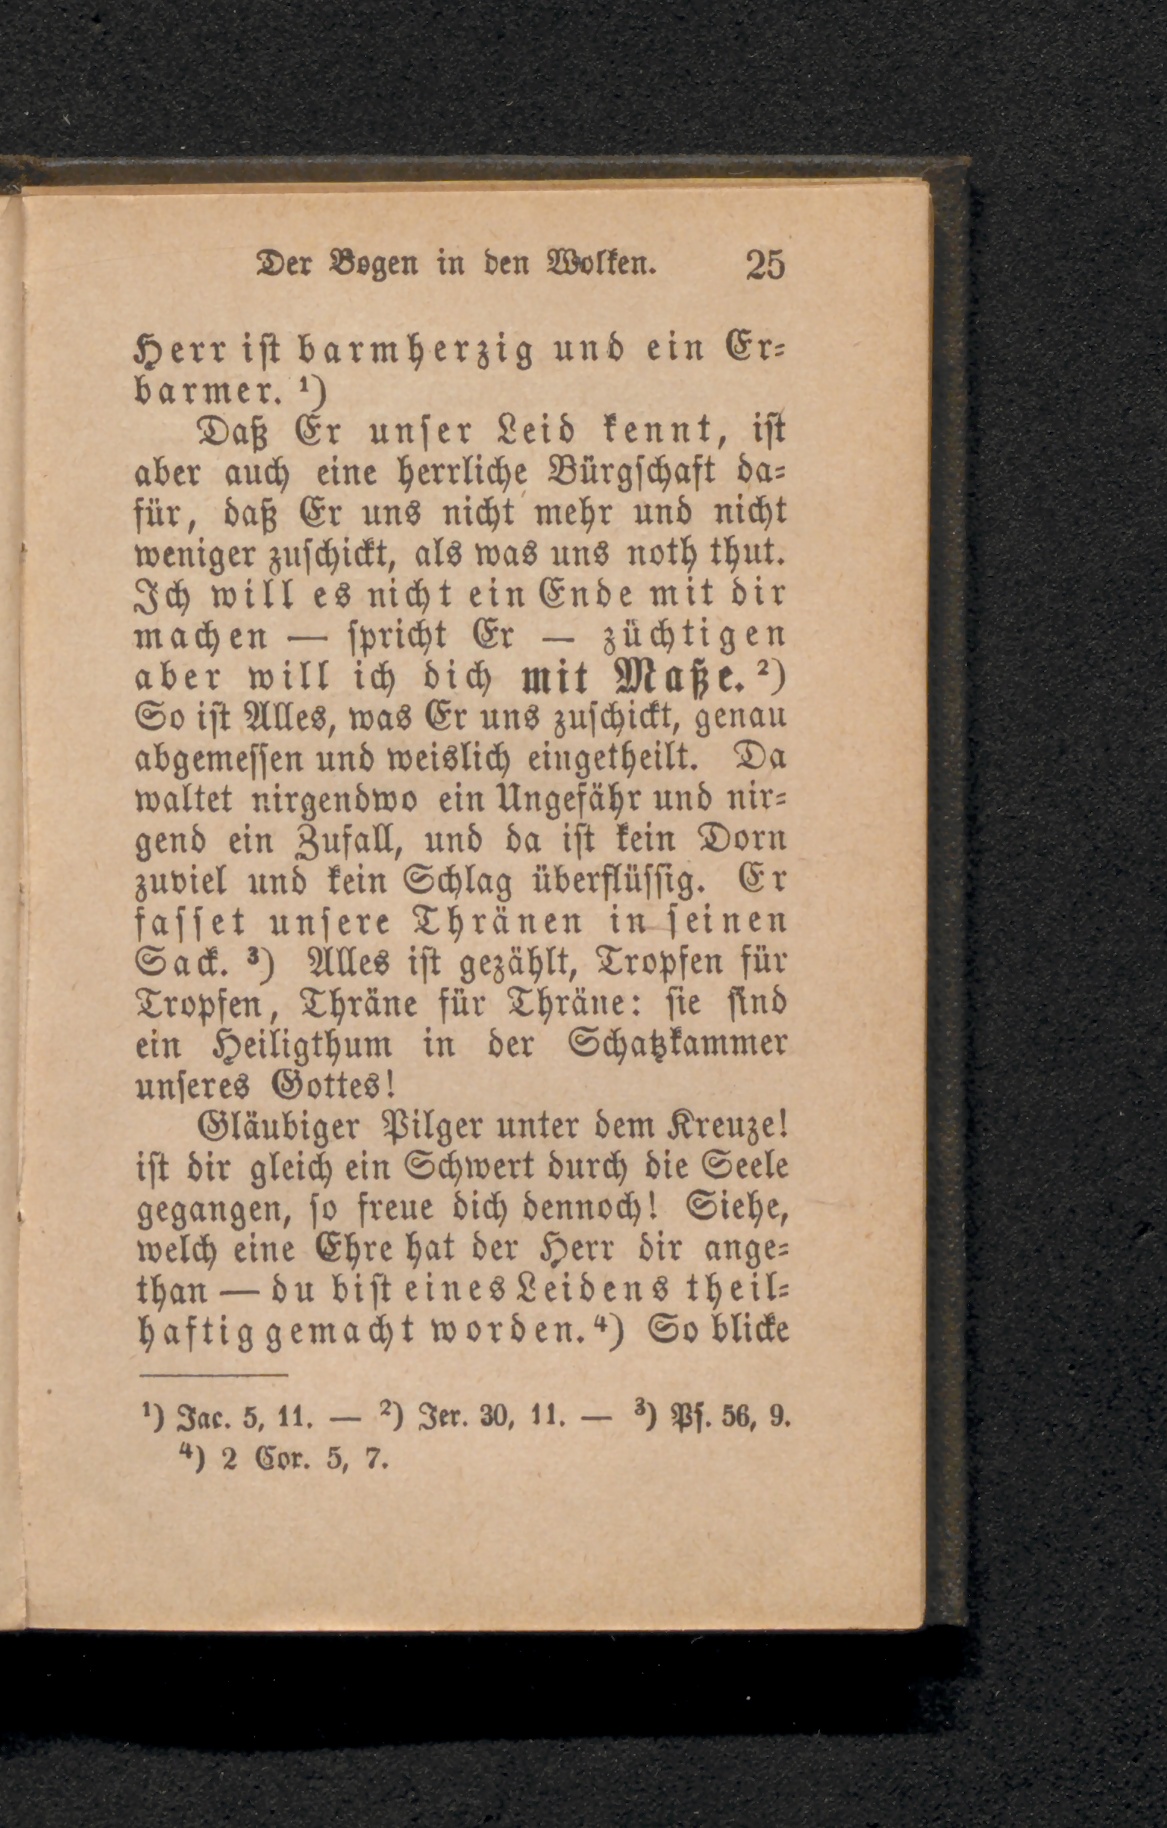 Der Bogen in den Wolken. 25
Herr ist barmherzig und ein Er-
barmer. ¹)
Daß Er unser Leid kennt, ist
aber auch eine herrliche Bürgschaft da-
für, daß Er uns nicht mehr und nicht
weniger zuschickt, als was uns noth thut.
Ich will es nicht ein Ende mit dir
machen — spricht Er — züchtigen
aber will ich dich mit Maße. ²)
So ist Alles, was Er uns zuschickt, genau
abgemessen und weislich eingetheilt. Da
waltet nirgendwo ein Ungefähr und nir-
gend ein Zufall, und da ist kein Dorn
zuviel und kein Schlag überflüssig. Er
fasset unsere Thränen in seinen
Sack. ³) Alles ist gezählt, Tropfen für
Tropfen, Thräne für Thräne: sie sind
ein Heiligthum in der Schatzkammer
unseres Gottes!
Gläubiger Pilger unter dem Kreuze!
ist dir gleich ein Schwert durch die Seele
gegangen, so freue dich dennoch! Siehe,
welch eine Ehre hat der Herr dir ange-
than — du bist eines Leidens theil-
haftig gemacht worden. ⁴) So blicke
¹) Jac. 5, 11. — ²) Jer. 30, 11. — ³) Ps. 56, 9.
⁴) 2 Cor. 5, 7.